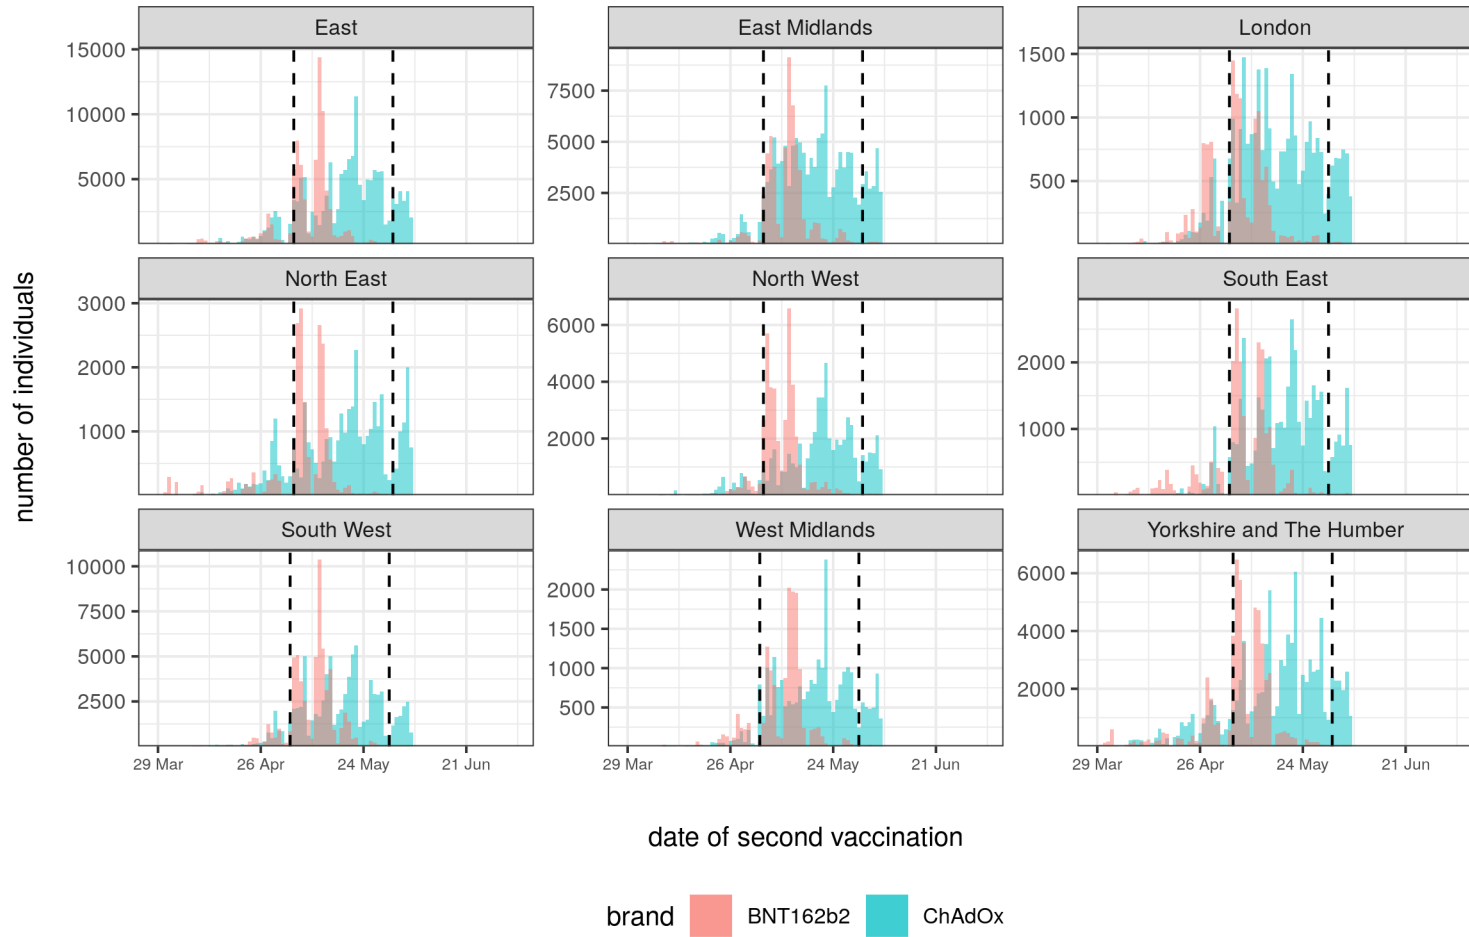 East
East Midlands
London
15000
10000
5000
7500
5000
2500
1500
1000
500
North East
North West
South East
3000
2000
1000
6000
4000
2000
2000
1000
South West
West Midlands
Yorkshire and The Humber
10000
7500
5000
2500
2000
1500
1000
500
6000
4000
2000
29 Mar 26 Apr 24 May 21 Jun
29 Mar 26 Apr 24 May 21 Jun
29 Mar 26 Apr 24 May 21 Jun
number of individuals
date of second vaccination
brand BNT162b2 ChAdOx